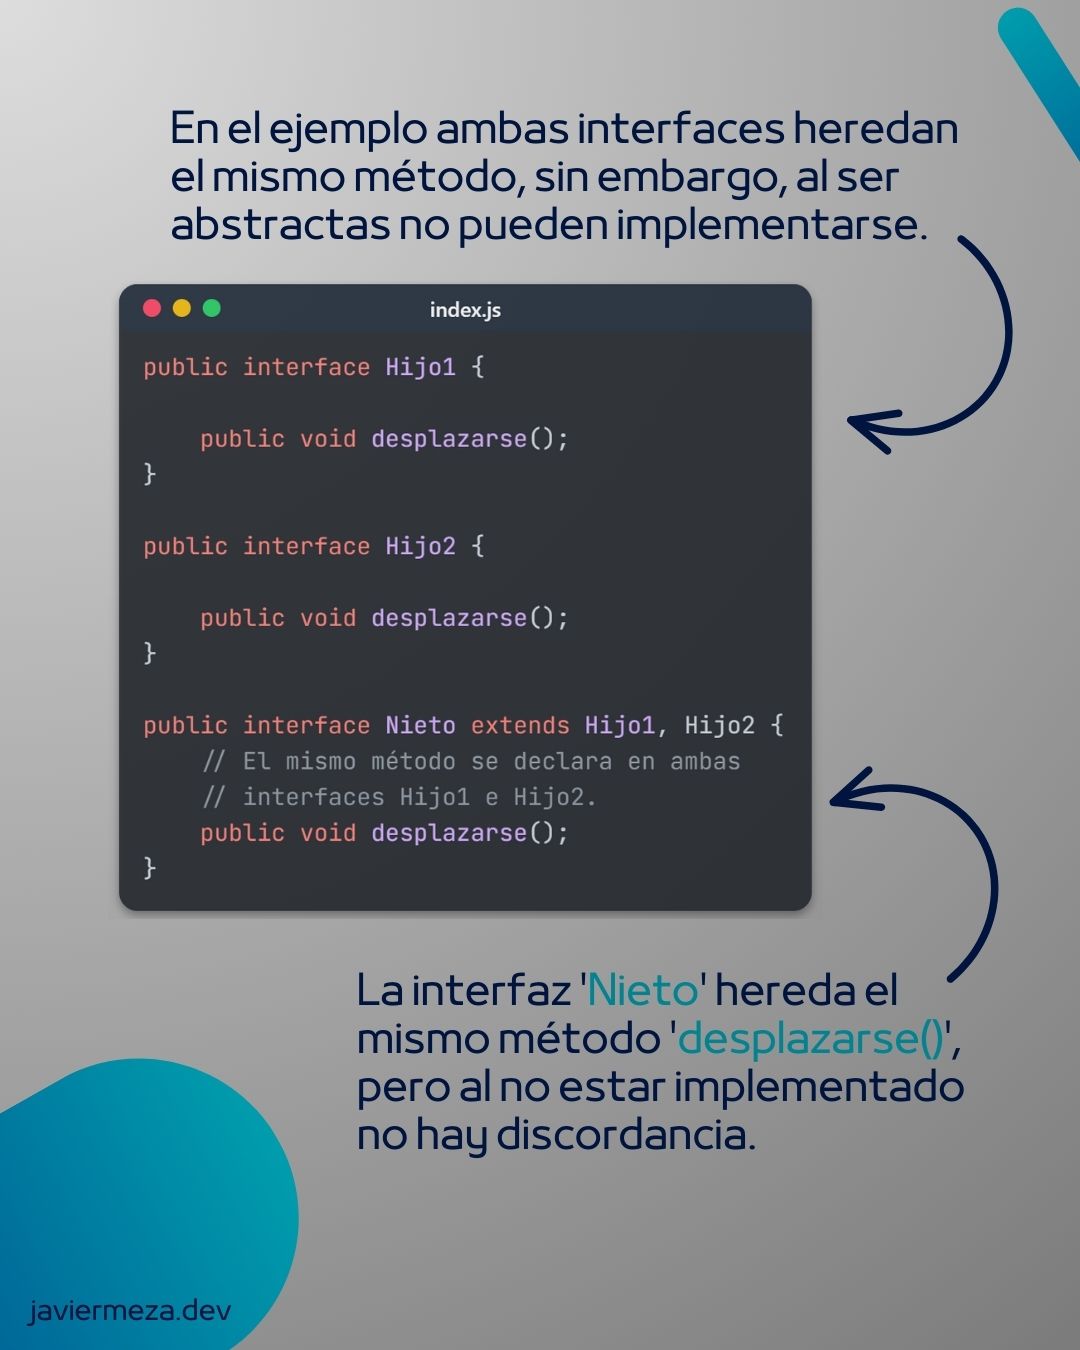 En el ejemplo ambas interfaces heredan
el mismo método, sin embargo, al ser
abstractas no pueden implementarse.
index.js
public interface Hijo1 {
public void desplazarse();
}
public interface Hijo2 {
public void desplazarse();
}
public interface Nieto extends Hijo1, Hijo2 {
// El mismo método se declara en ambas
// interfaces Hijo1 e Hijo2.
public void desplazarse();
}
La interfaz 'Nieto' hereda el
mismo método 'desplazarse()',
pero al no estar implementado
no hay discordancia.
javiermeza.dev